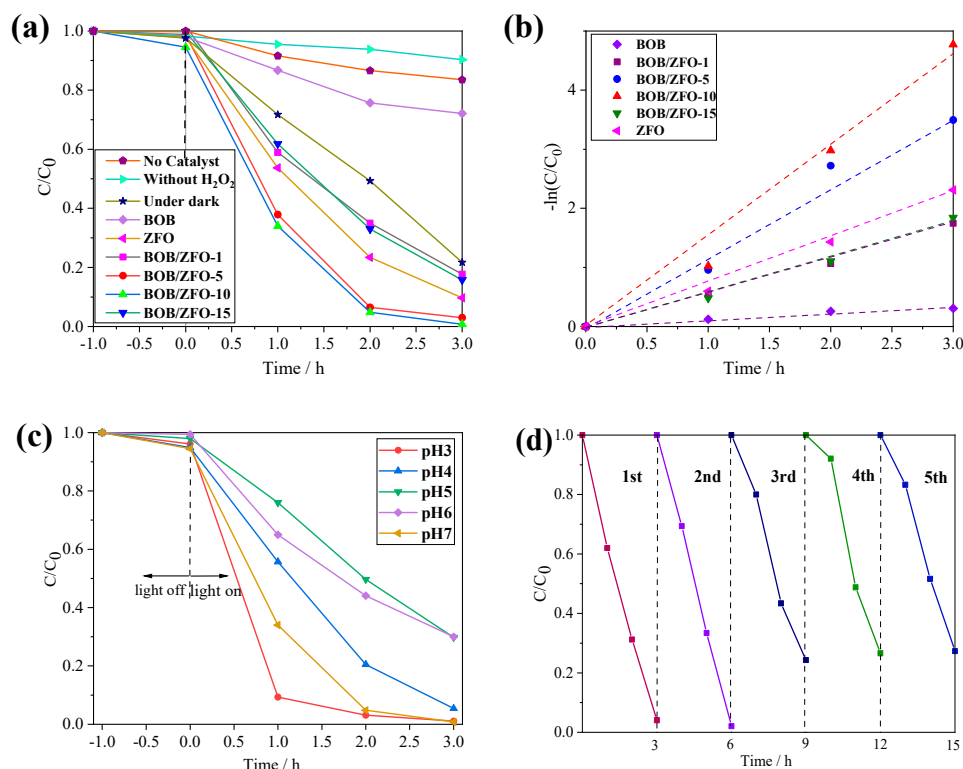 (a)
1.0
0.8
0.6
0.4
0.2
0.0
C/C0
No Catalyst
Without H2O2
Under dark
BOB
ZFO
BOB/ZFO-1
BOB/ZFO-5
BOB/ZFO-10
BOB/ZFO-15
-1.0 -0.5 0.0 0.5 1.0 1.5 2.0 2.5 3.0
Time / h
(b)
4
2
0
-ln(C/C0)
BOB
BOB/ZFO-1
BOB/ZFO-5
BOB/ZFO-10
BOB/ZFO-15
ZFO
0.0 1.0 2.0 3.0
Time / h
(c)
1.0
0.8
0.6
0.4
0.2
0.0
C/C0
pH3
pH4
pH5
pH6
pH7
light off light on
-1.0 -0.5 0.0 0.5 1.0 1.5 2.0 2.5 3.0
Time / h
(d)
1.0
0.8
0.6
0.4
0.2
0.0
C/C0
1st 2nd 3rd 4th 5th
3 6 9 12 15
Time / h